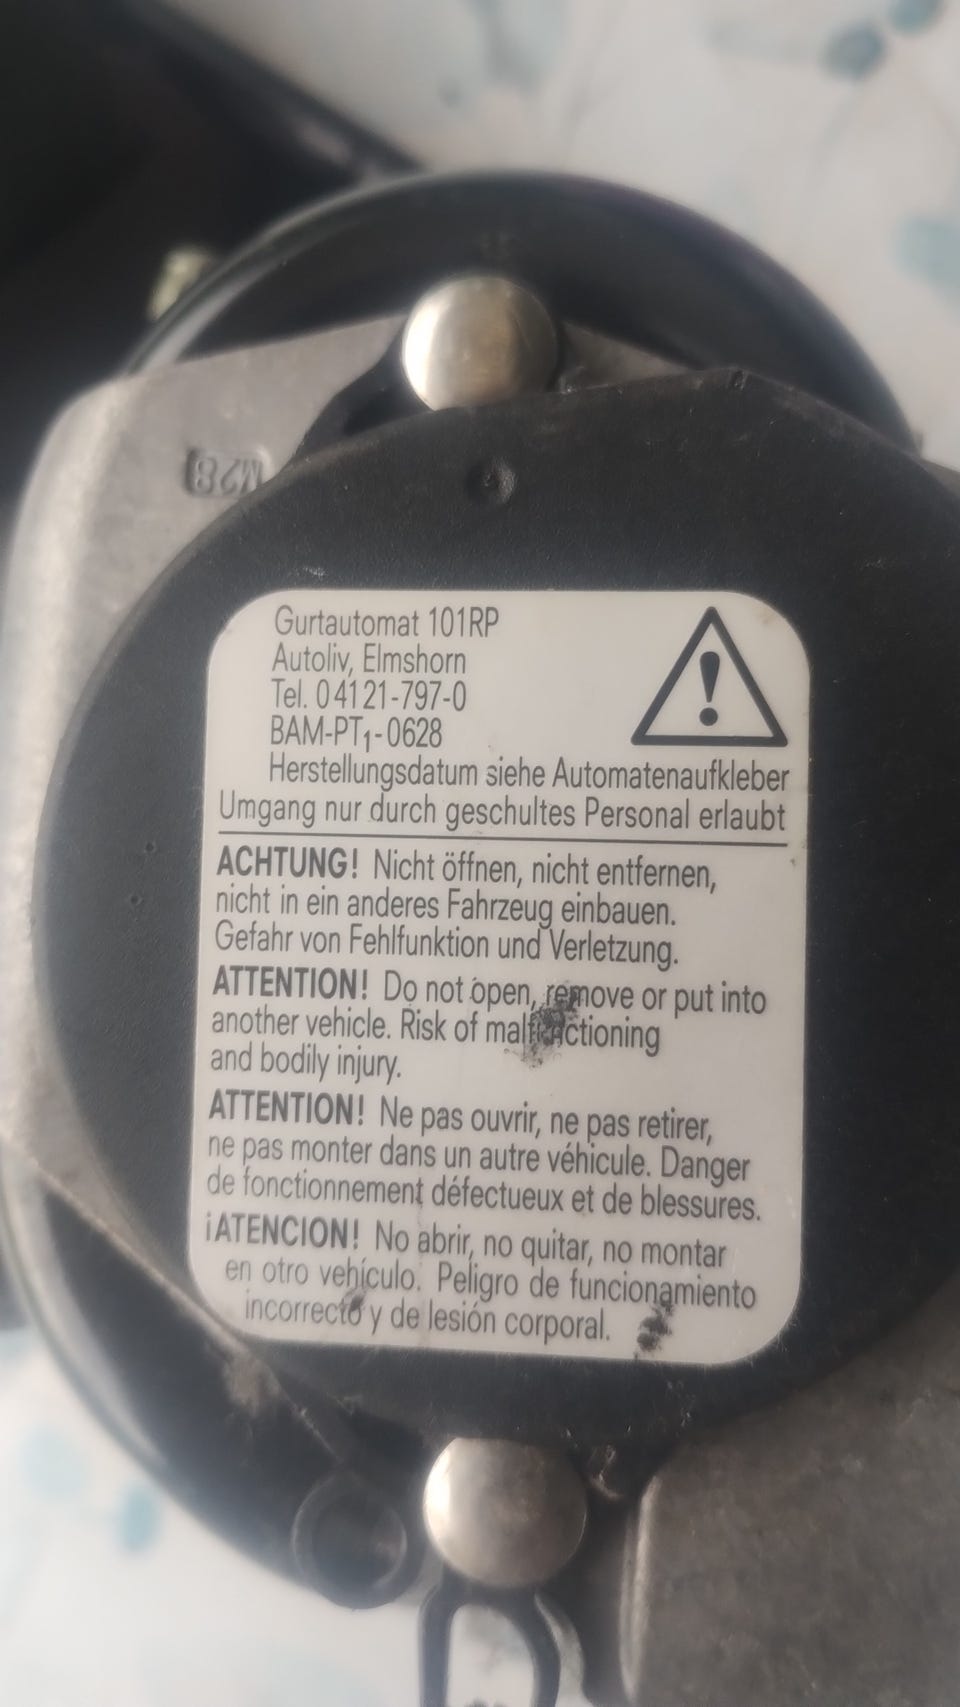 M28
Gurtautomat 101RP
Autoliv, Elmshorn
Tel. 0 41 21-797-0
BAM-PT₁-0628
Herstellungsdatum siehe Automatenaufkleber
Umgang nur durch geschultes Personal erlaubt
ACHTUNG! Nicht öffnen, nicht entfernen,
nicht in ein anderes Fahrzeug einbauen.
Gefahr von Fehlfunktion und Verletzung.
ATTENTION! Do not open, remove or put into
another vehicle. Risk of malfunctioning
and bodily injury.
ATTENTION! Ne pas ouvrir, ne pas retirer,
ne pas monter dans un autre véhicule. Danger
de fonctionnement défectueux et de blessures.
¡ATENCION! No abrir, no quitar, no montar
en otro vehículo. Peligro de funcionamiento
incorrecto y de lesión corporal.